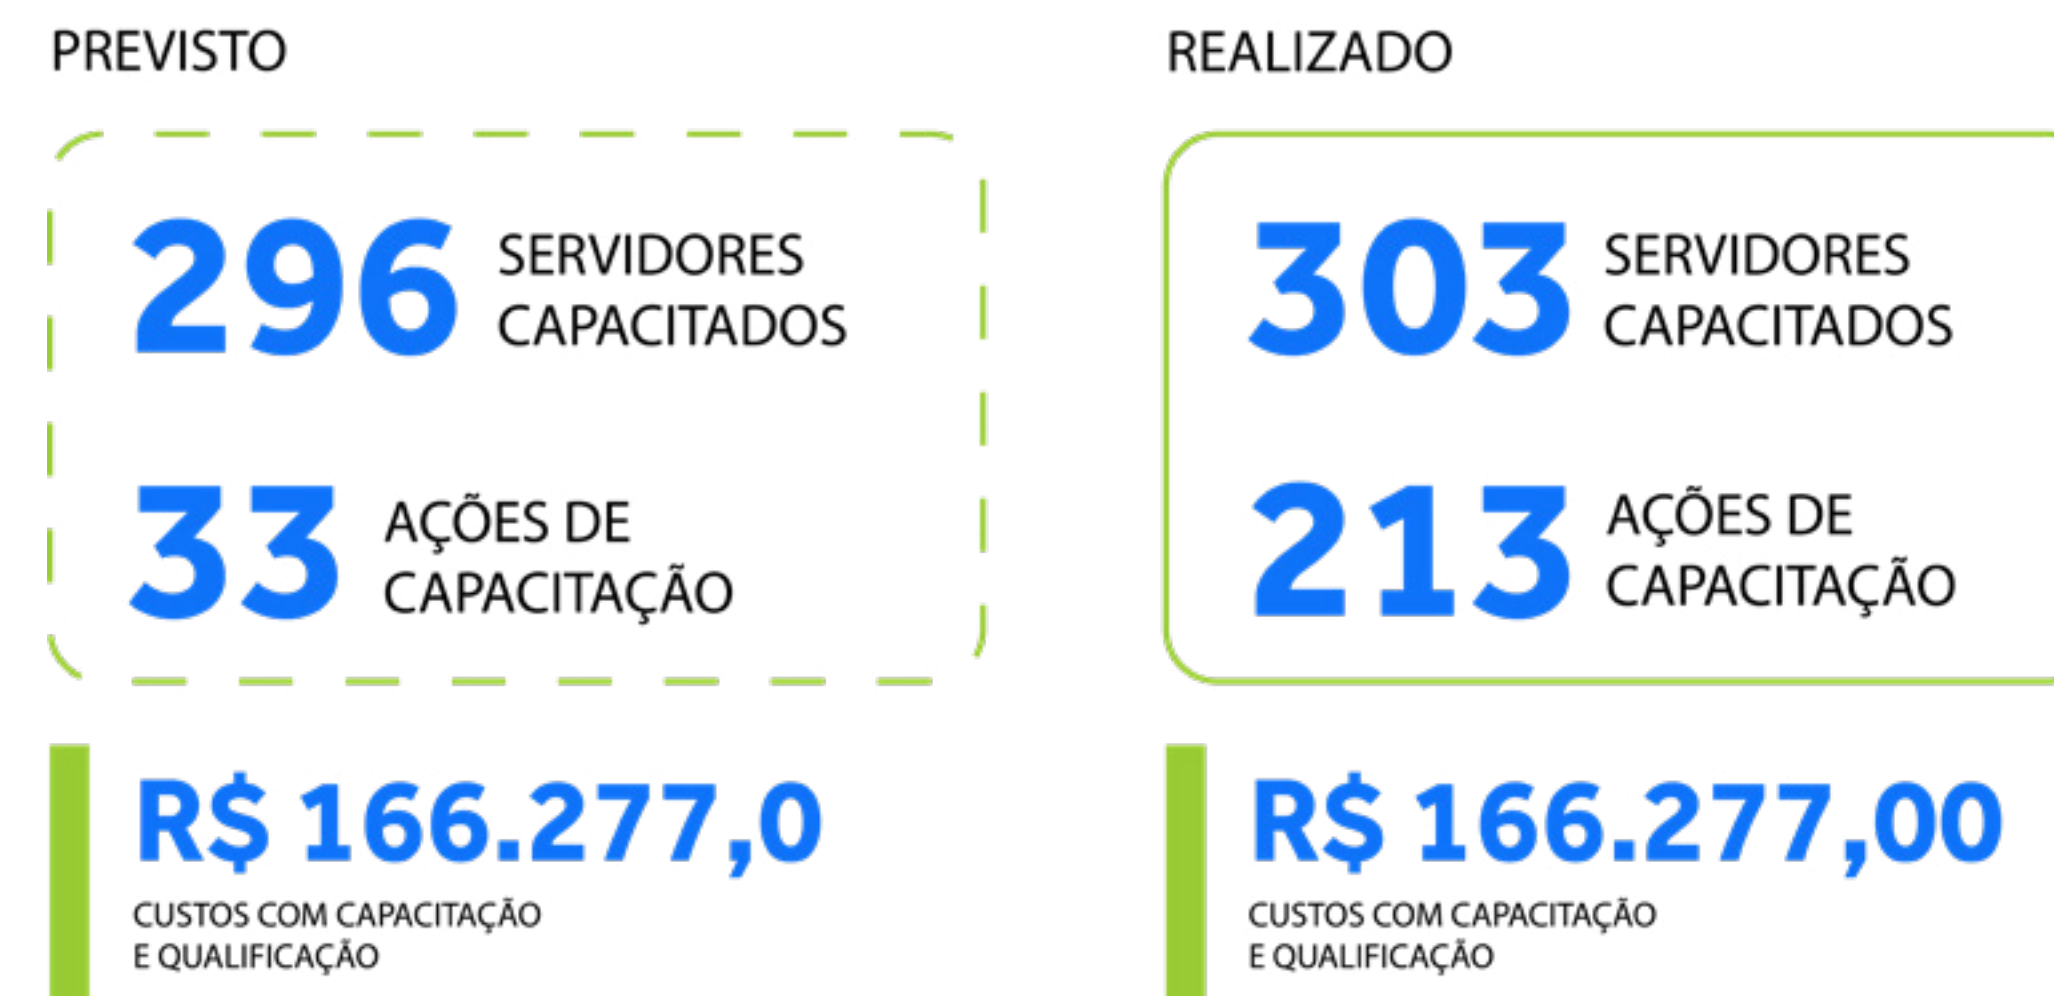 PREVISTO
296 SERVIDORES
CAPACITADOS
33 AÇÕES DE
CAPACITAÇÃO
R$ 166.277,0
CUSTOS COM CAPACITAÇÃO
E QUALIFICAÇÃO
REALIZADO
303 SERVIDORES
CAPACITADOS
213 AÇÕES DE
CAPACITAÇÃO
R$ 166.277,00
CUSTOS COM CAPACITAÇÃO
E QUALIFICAÇÃO